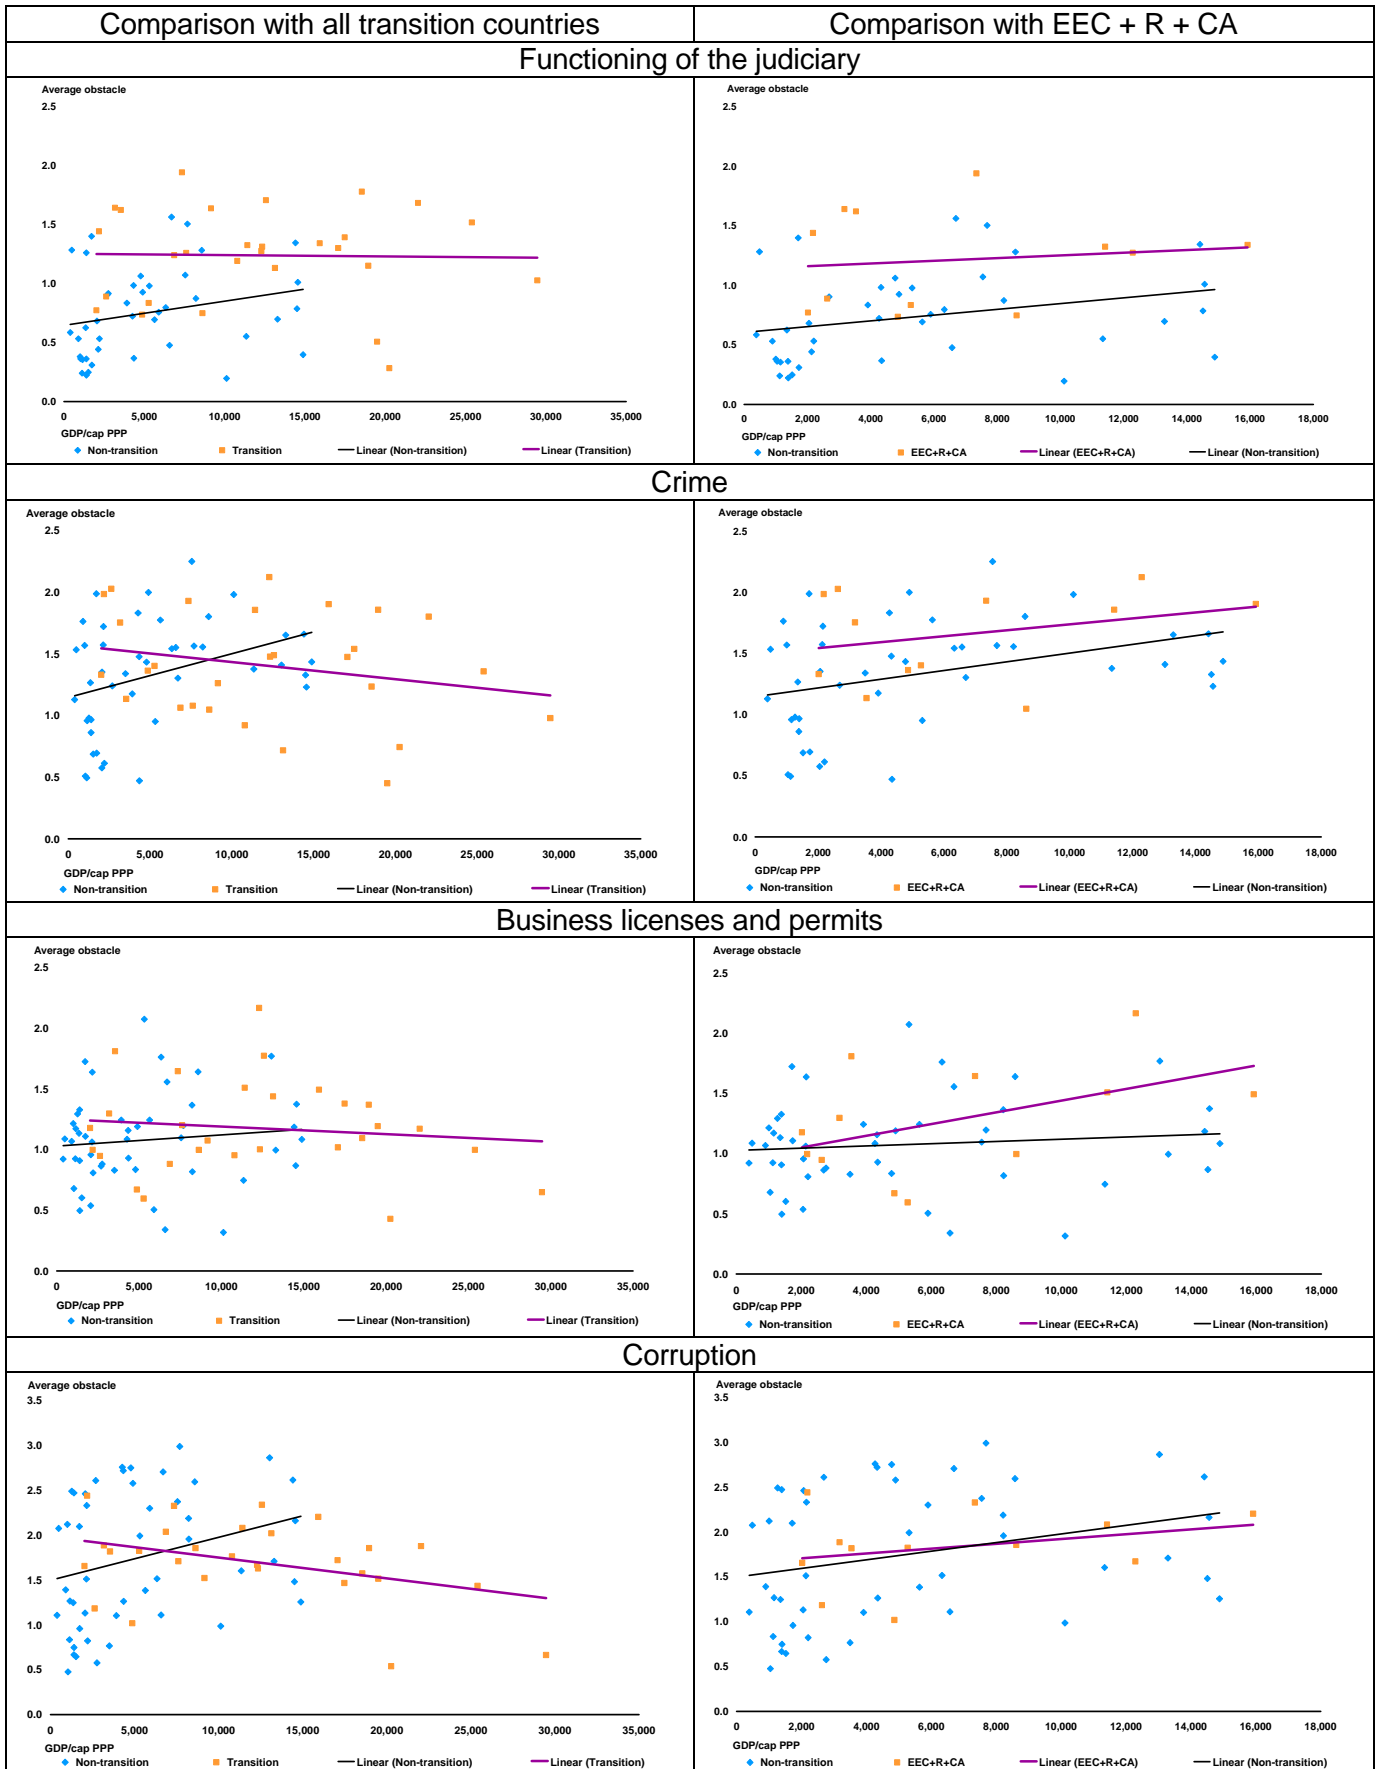 Comparison with all transition countries
Comparison with EEC + R + CA
Functioning of the judiciary
Average obstacle
2.5
2.0
1.5
1.0
0.5
0.0
0 5,000 10,000 15,000 20,000 25,000 30,000 35,000
GDP/cap PPP
Non-transition Transition Linear (Non-transition) Linear (Transition)
Average obstacle
2.5
2.0
1.5
1.0
0.5
0.0
0 2,000 4,000 6,000 8,000 10,000 12,000 14,000 16,000 18,000
GDP/cap PPP
Non-transition EEC+R+CA Linear (EEC+R+CA) Linear (Non-transition)
Crime
Average obstacle
2.5
2.0
1.5
1.0
0.5
0.0
0 5,000 10,000 15,000 20,000 25,000 30,000 35,000
GDP/cap PPP
Non-transition Transition Linear (Non-transition) Linear (Transition)
Average obstacle
2.5
2.0
1.5
1.0
0.5
0.0
0 2,000 4,000 6,000 8,000 10,000 12,000 14,000 16,000 18,000
GDP/cap PPP
Non-transition EEC+R+CA Linear (EEC+R+CA) Linear (Non-transition)
Business licenses and permits
Average obstacle
2.5
2.0
1.5
1.0
0.5
0.0
0 5,000 10,000 15,000 20,000 25,000 30,000 35,000
GDP/cap PPP
Non-transition Transition Linear (Non-transition) Linear (Transition)
Average obstacle
2.5
2.0
1.5
1.0
0.5
0.0
0 2,000 4,000 6,000 8,000 10,000 12,000 14,000 16,000 18,000
GDP/cap PPP
Non-transition EEC+R+CA Linear (EEC+R+CA) Linear (Non-transition)
Corruption
Average obstacle
3.5
3.0
2.5
2.0
1.5
1.0
0.5
0.0
0 5,000 10,000 15,000 20,000 25,000 30,000 35,000
GDP/cap PPP
Non-transition Transition Linear (Non-transition) Linear (Transition)
Average obstacle
3.5
3.0
2.5
2.0
1.5
1.0
0.5
0.0
0 2,000 4,000 6,000 8,000 10,000 12,000 14,000 16,000 18,000
GDP/cap PPP
Non-transition EEC+R+CA Linear (EEC+R+CA) Linear (Non-transition)